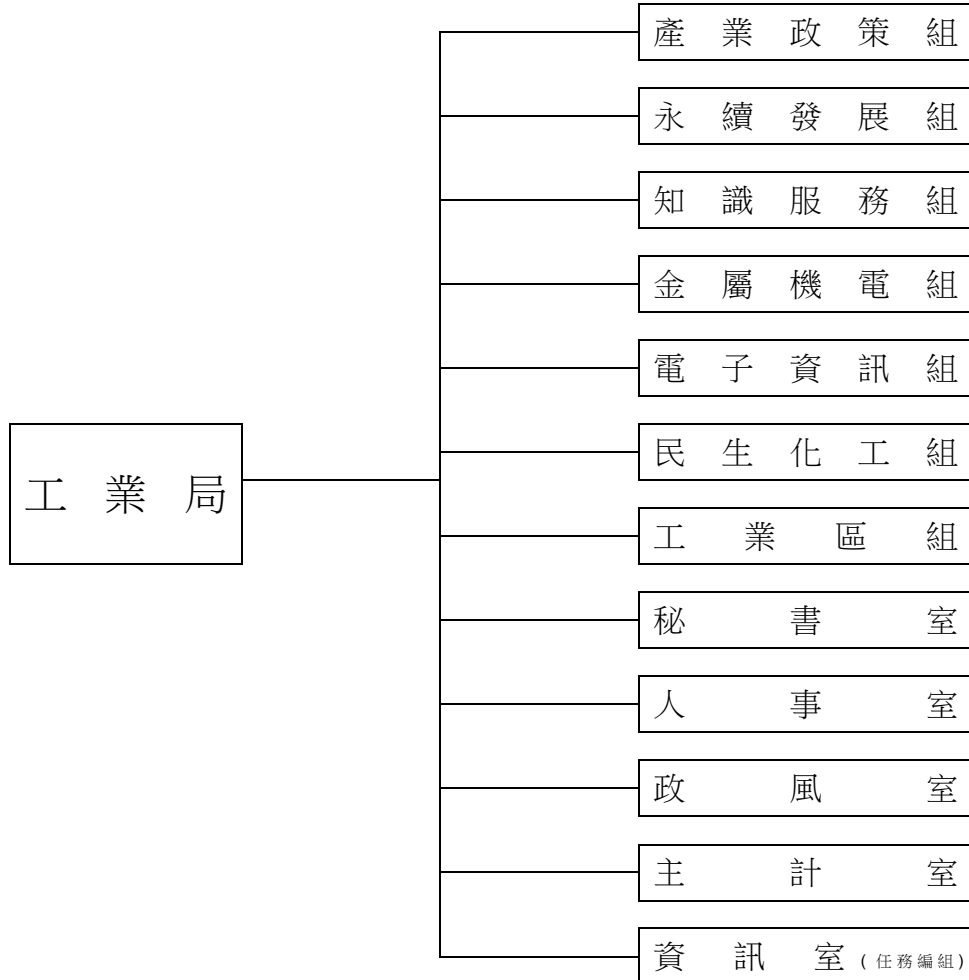 工業局
產業政策組
永續發展組
知識服務組
金屬機電組
電子資訊組
民生化工組
工業區組
秘書室
人事室
政風室
主計室
資訊室(任務編組)